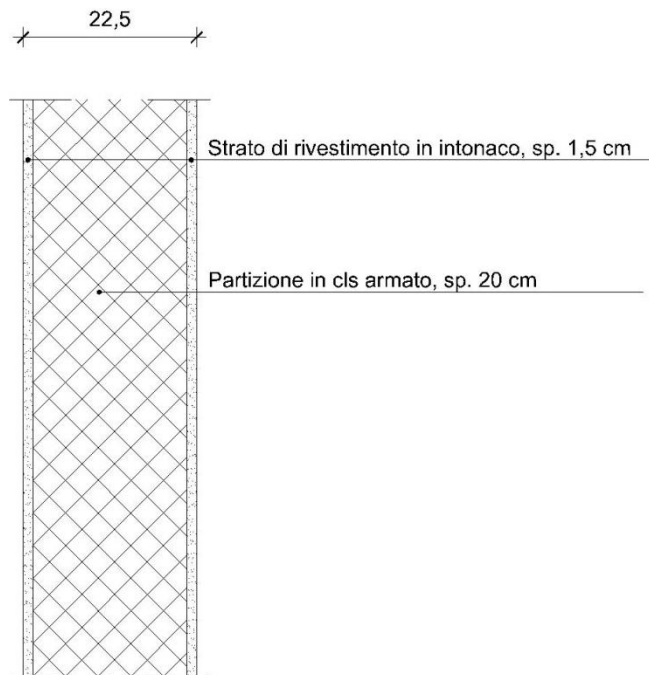 22,5
Strato di rivestimento in intonaco, sp. 1,5 cm
Partizione in cls armato, sp. 20 cm